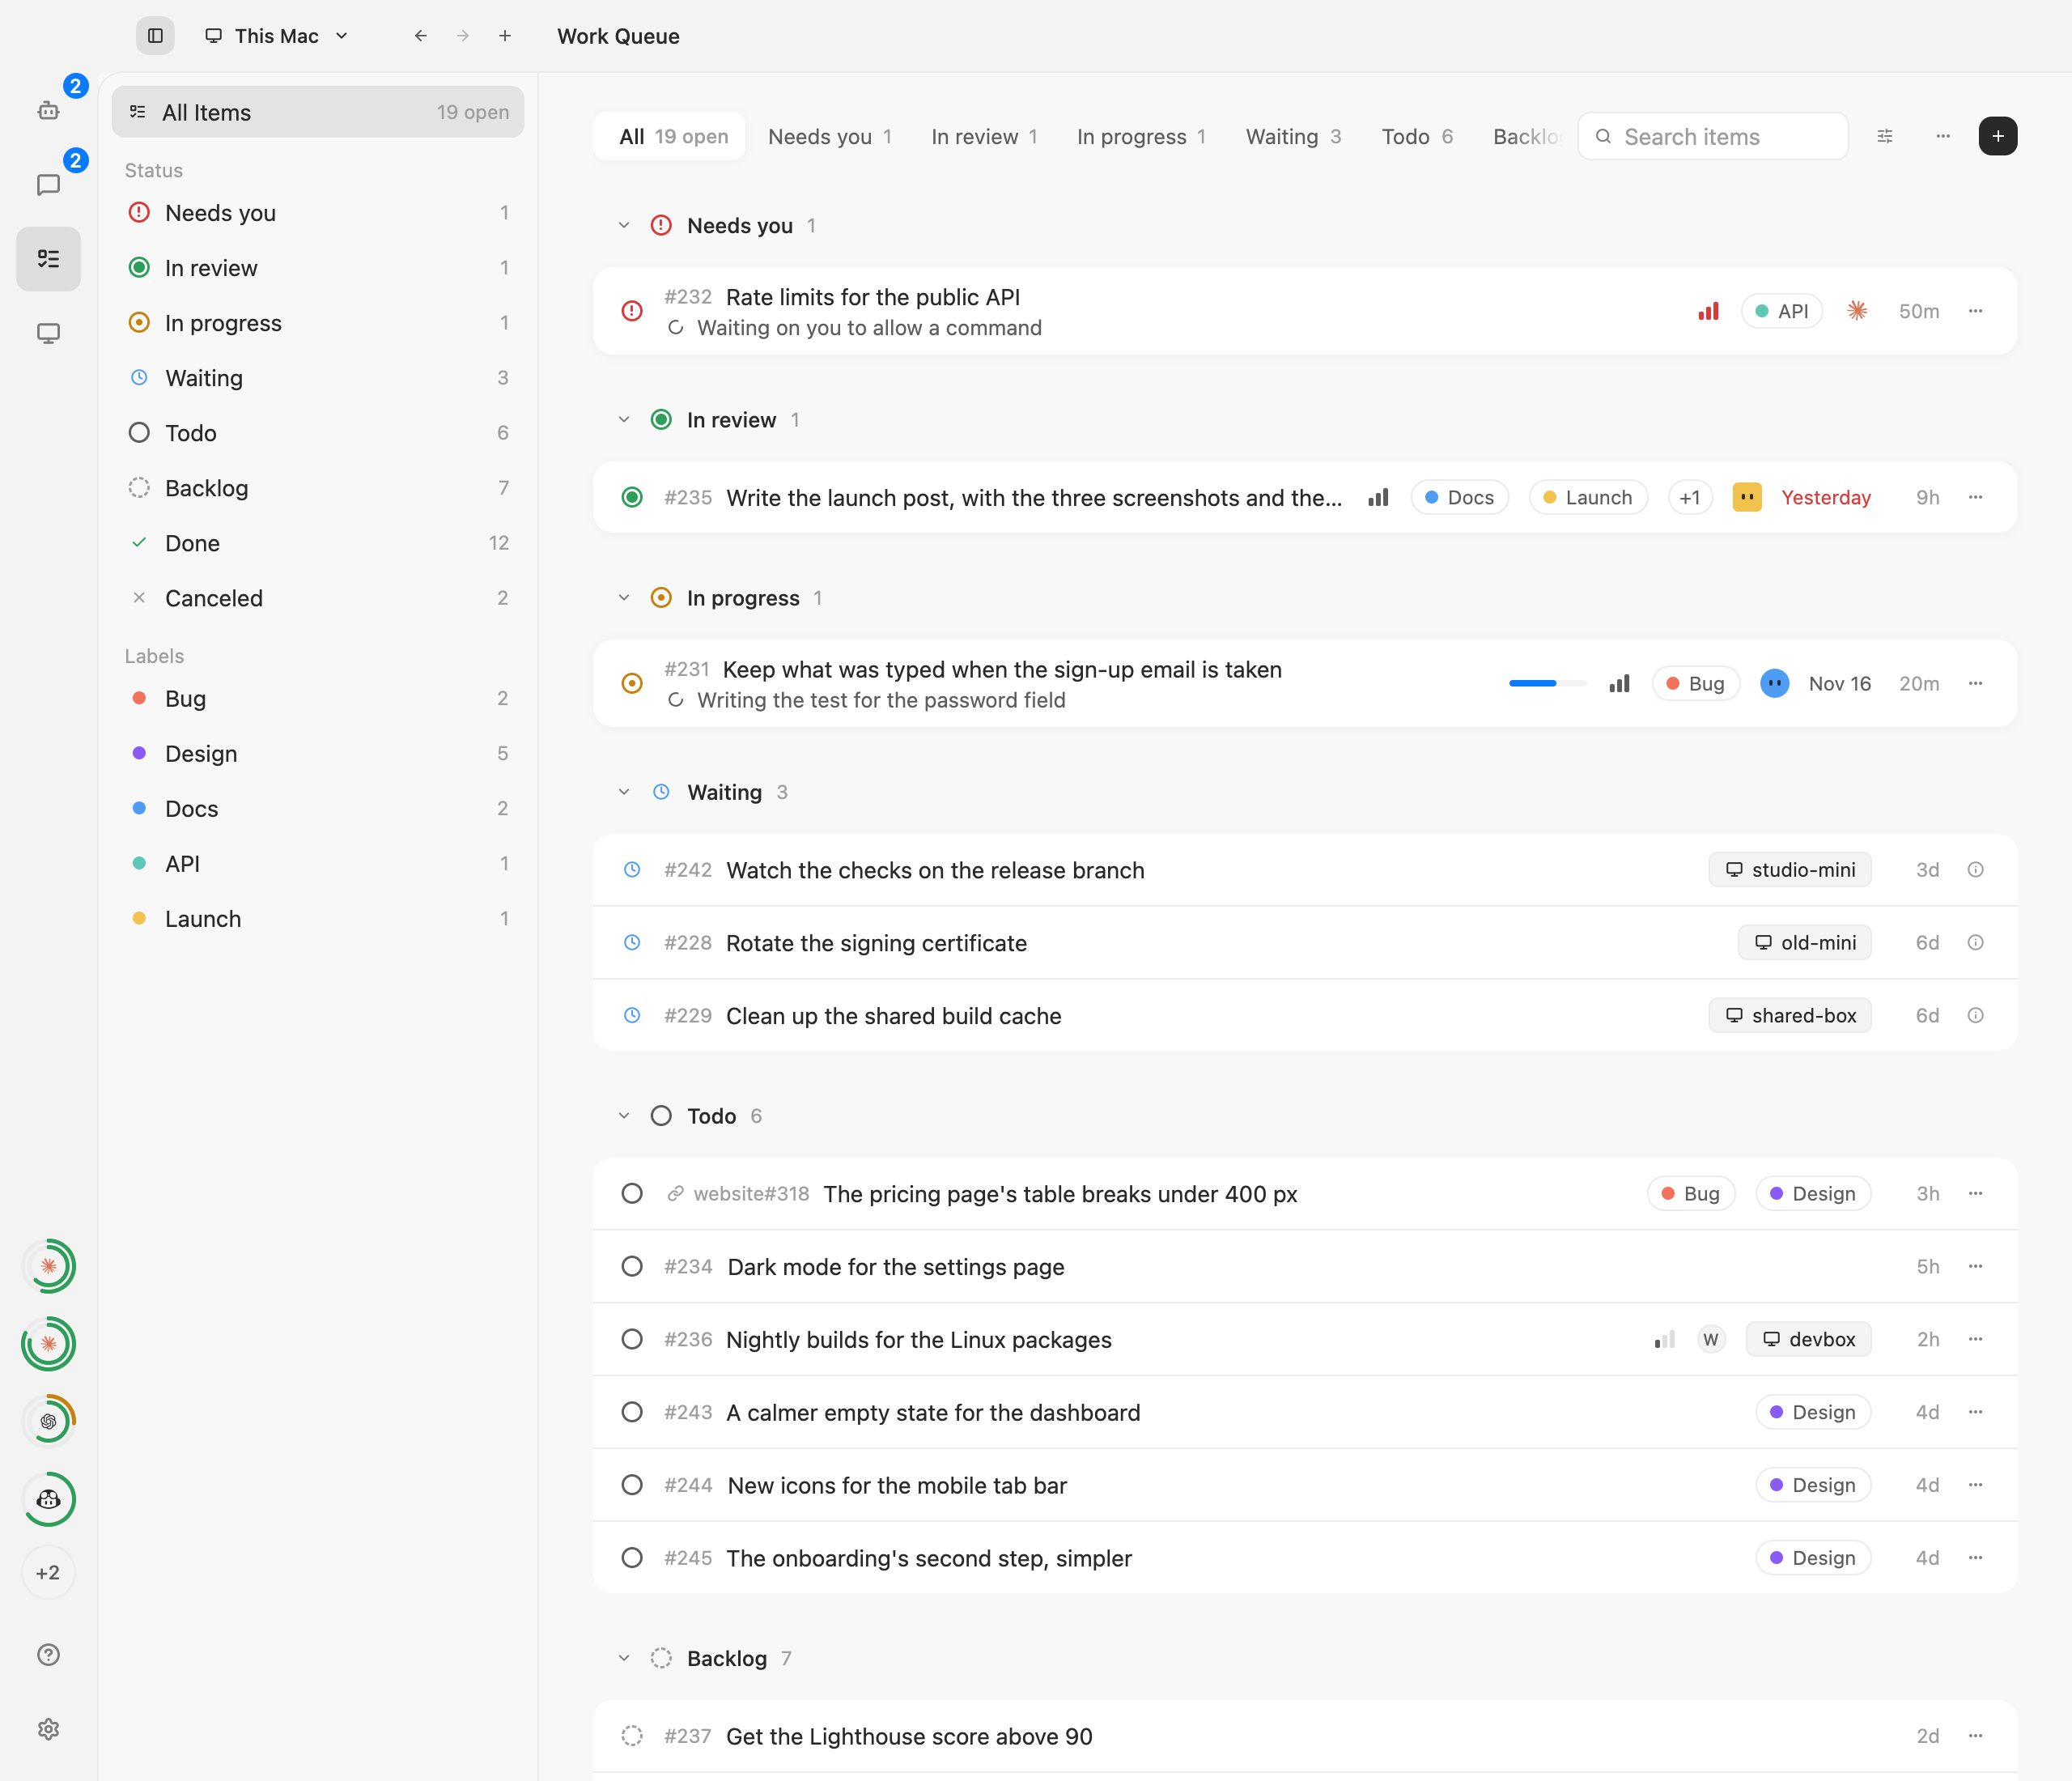 This Mac
Work Queue
2
2
All Items 19 open
Status
Needs you 1
In review 1
In progress 1
Waiting 3
Todo 6
Backlog 7
Done 12
Canceled 2
Labels
Bug 2
Design 5
Docs 2
API 1
Launch 1
+2
All 19 open Needs you 1 In review 1 In progress 1 Waiting 3 Todo 6 Backlo Search items
Needs you 1
#232 Rate limits for the public API API 50m
Waiting on you to allow a command
In review 1
#235 Write the launch post, with the three screenshots and the... Docs Launch +1 Yesterday 9h
In progress 1
#231 Keep what was typed when the sign-up email is taken Bug Nov 16 20m
Writing the test for the password field
Waiting 3
#242 Watch the checks on the release branch studio-mini 3d
#228 Rotate the signing certificate old-mini 6d
#229 Clean up the shared build cache shared-box 6d
Todo 6
website#318 The pricing page's table breaks under 400 px Bug Design 3h
#234 Dark mode for the settings page 5h
#236 Nightly builds for the Linux packages W devbox 2h
#243 A calmer empty state for the dashboard Design 4d
#244 New icons for the mobile tab bar Design 4d
#245 The onboarding's second step, simpler Design 4d
Backlog 7
#237 Get the Lighthouse score above 90 2d